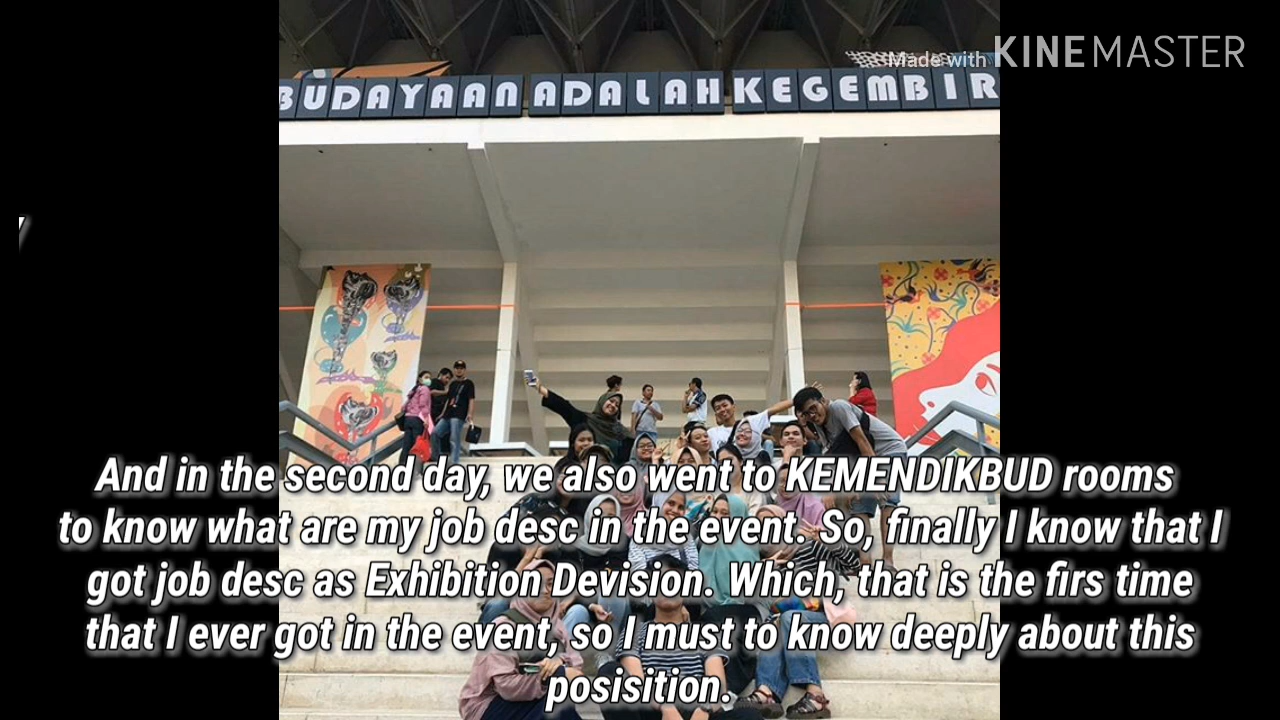 Made with KINEMASTER
BUDAYAAN ADALAH KEGEMBIR
And in the second day, we also went to KEMENDIKBUD rooms
to know what are my job desc in the event. So, finally I know that I
got job desc as Exhibition Devision. Which, that is the firs time
that I ever got in the event, so I must to know deeply about this
posisition.